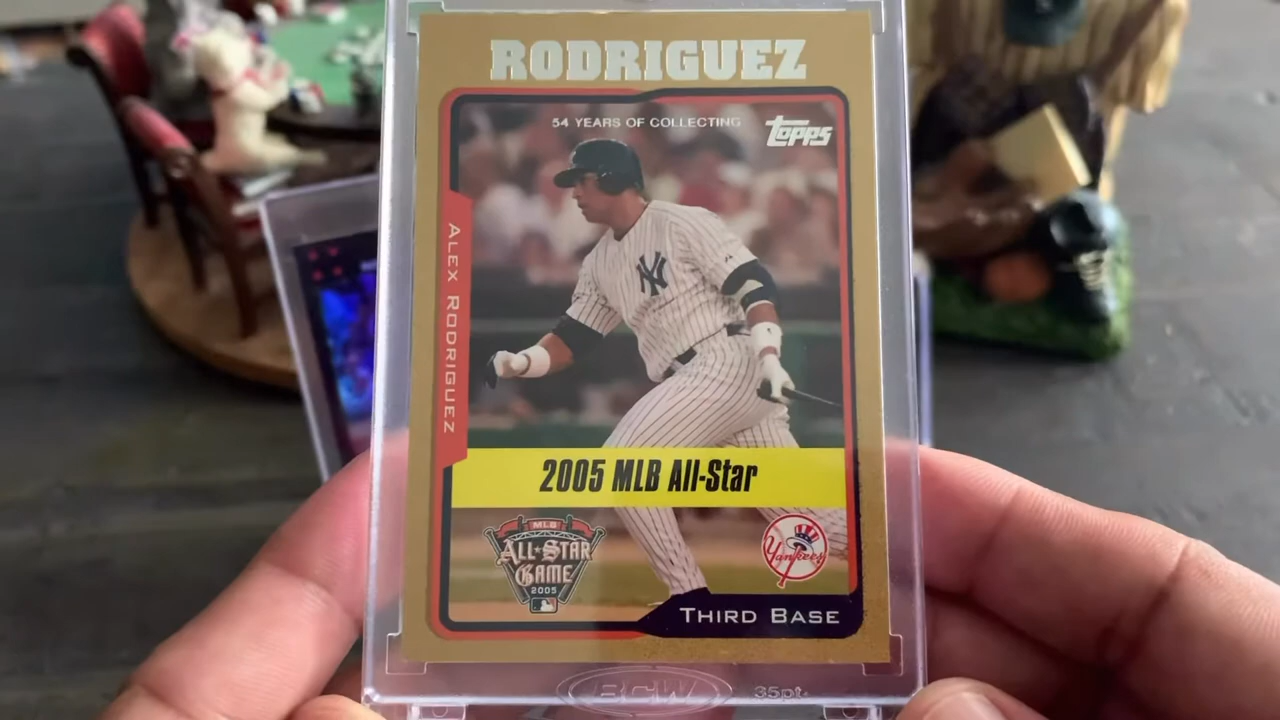 RODRIGUEZ
54 YEARS OF COLLECTING
Topps
ALEX RODRIGUEZ
NY
2005 MLB All-Star
MLB
ALL★STAR
GAME
2005
Yankees
THIRD BASE
BCW
35pt.